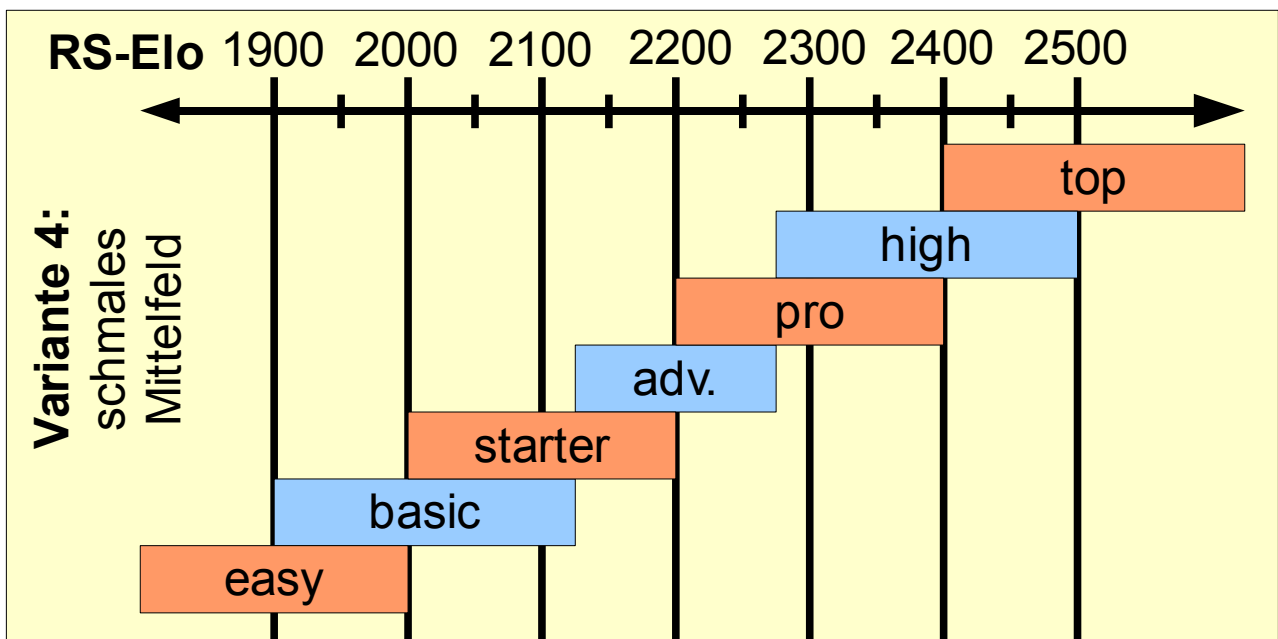 RS-Elo 1900 2000 2100 2200 2300 2400 2500
Variante 4:
schmales
Mittelfeld
top
high
pro
adv.
starter
basic
easy